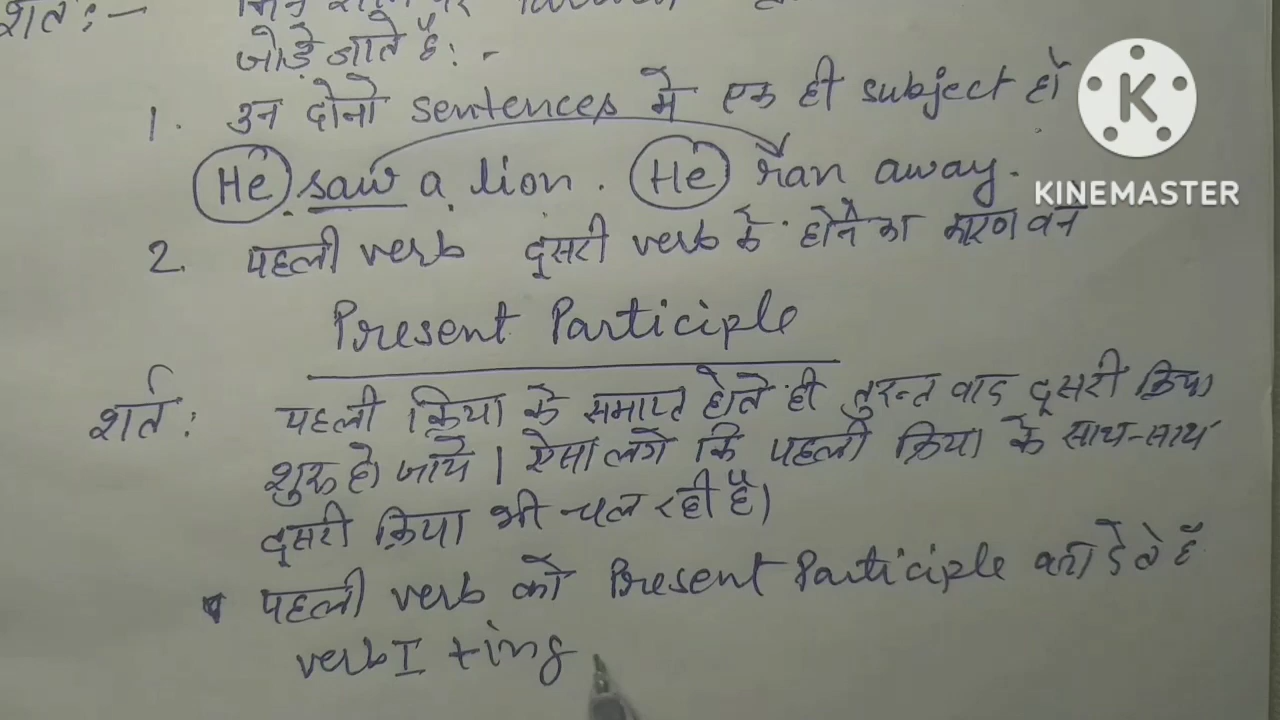 शर्त :-
जोड़े जाते है : -
1. उन दोनो sentences मे एक ही subject हो
He saw a lion. He ran away.
2. पहली verb दूसरी verb के होने का कारण बने
Present Participle
शर्त : पहली क्रिया के समाप्त होते ही तुरन्त बाद दूसरी क्रिया
शुरू हो जाये। ऐसा लगे कि पहली क्रिया के साथ-साथ
दूसरी क्रिया भी चल रही है।
पहली verb को Present Participle बना देते है
verb I + ing
K
KINEMASTER